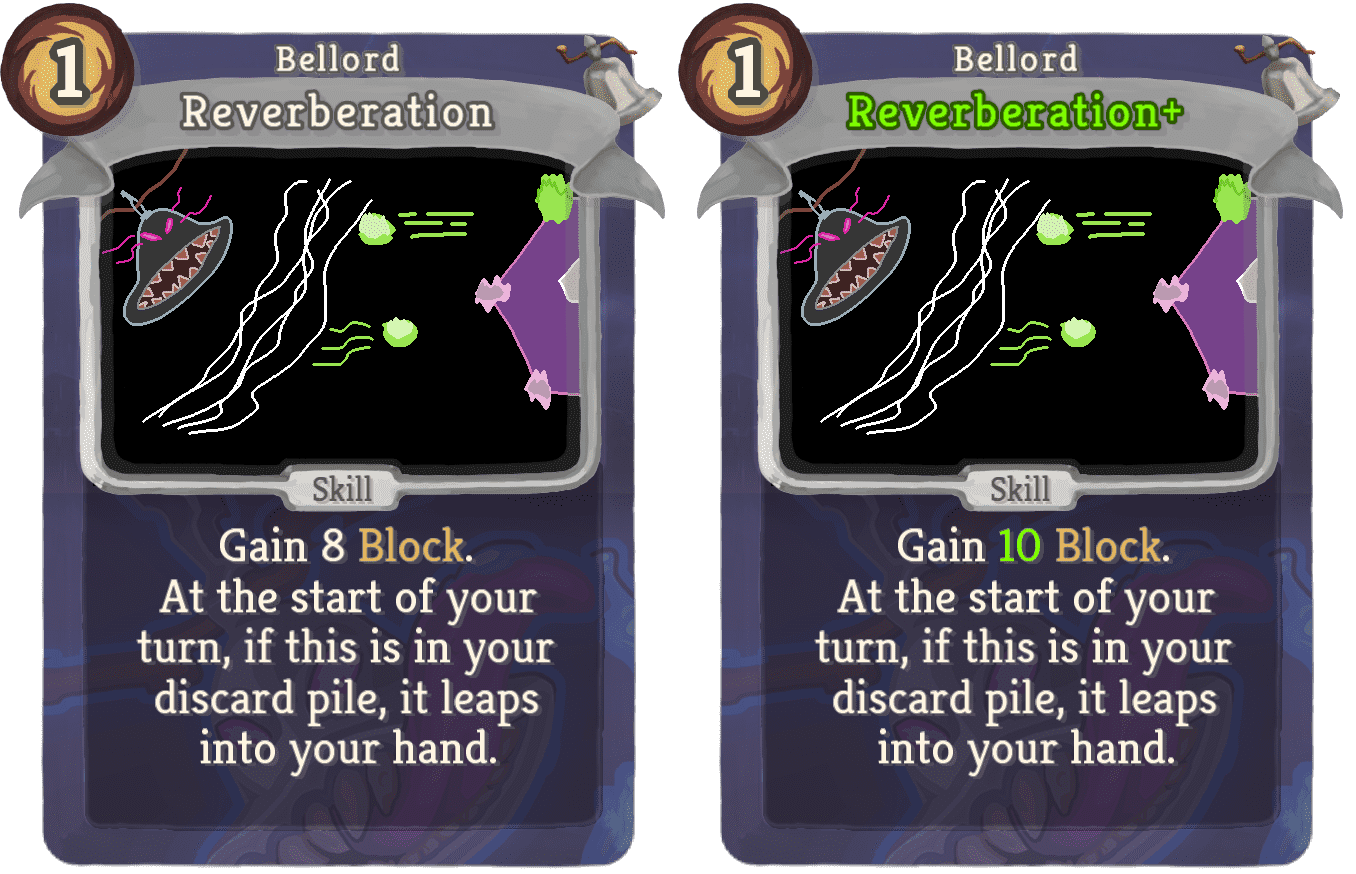 1
Bellord
Reverberation
Skill
Gain 8 Block.
At the start of your
turn, if this is in your
discard pile, it leaps
into your hand.
1
Bellord
Reverberation+
Skill
Gain 10 Block.
At the start of your
turn, if this is in your
discard pile, it leaps
into your hand.